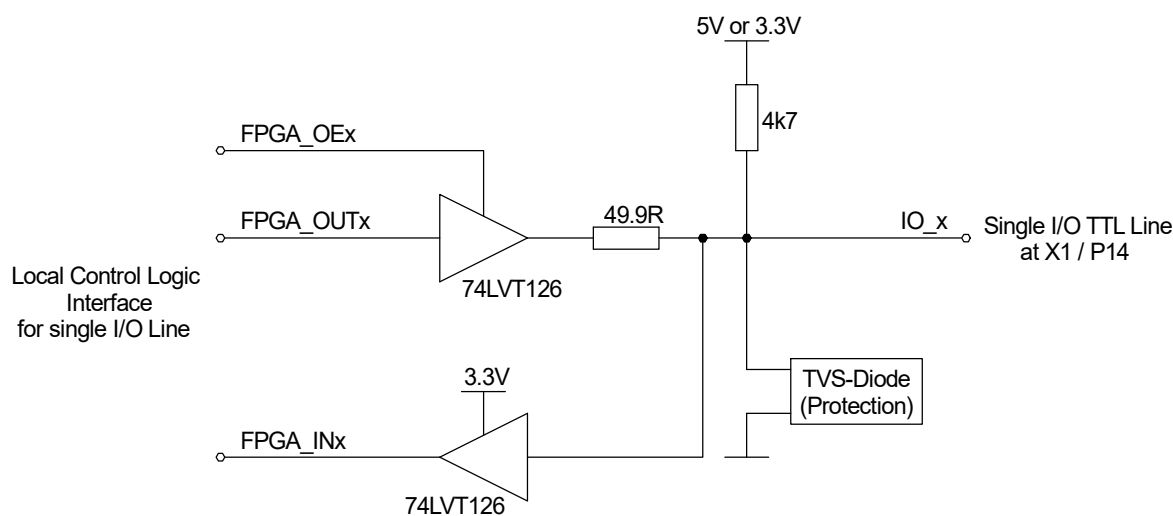 5V or 3.3V
4k7
FPGA_OEx
FPGA_OUTx
49.9R
IO_x
Single I/O TTL Line
at X1 / P14
74LVT126
Local Control Logic
Interface
for single I/O Line
3.3V
TVS-Diode
(Protection)
FPGA_INx
74LVT126